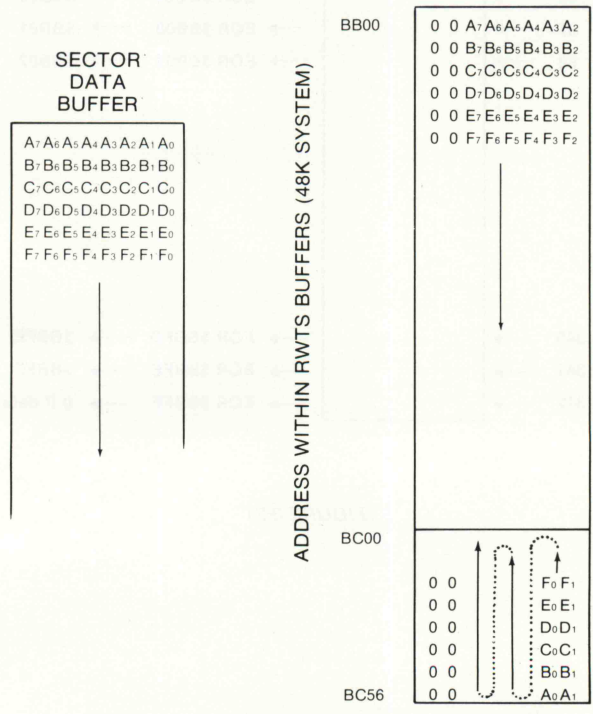 SECTOR
DATA
BUFFER
A7 A6 A5 A4 A3 A2 A1 A0
B7 B6 B5 B4 B3 B2 B1 B0
C7 C6 C5 C4 C3 C2 C1 C0
D7 D6 D5 D4 D3 D2 D1 D0
E7 E6 E5 E4 E3 E2 E1 E0
F7 F6 F5 F4 F3 F2 F1 F0
ADDRESS WITHIN RWTS BUFFERS (48K SYSTEM)
BB00
0 0 A7 A6 A5 A4 A3 A2
0 0 B7 B6 B5 B4 B3 B2
0 0 C7 C6 C5 C4 C3 C2
0 0 D7 D6 D5 D4 D3 D2
0 0 E7 E6 E5 E4 E3 E2
0 0 F7 F6 F5 F4 F3 F2
BC00
0 0 F0 F1
0 0 E0 E1
0 0 D0 D1
0 0 C0 C1
0 0 B0 B1
0 0 A0 A1
BC56